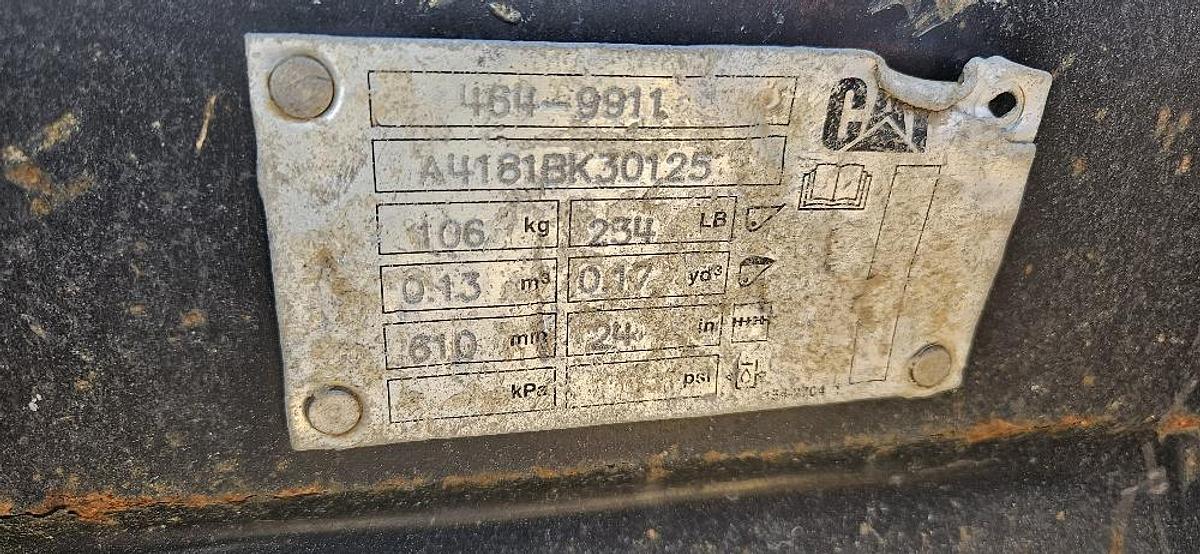 464-9911
CAT
A4181BK30125
106 kg 234 LB
0.13 m³ 0.17 yd³
610 mm 24 in
kPa psi